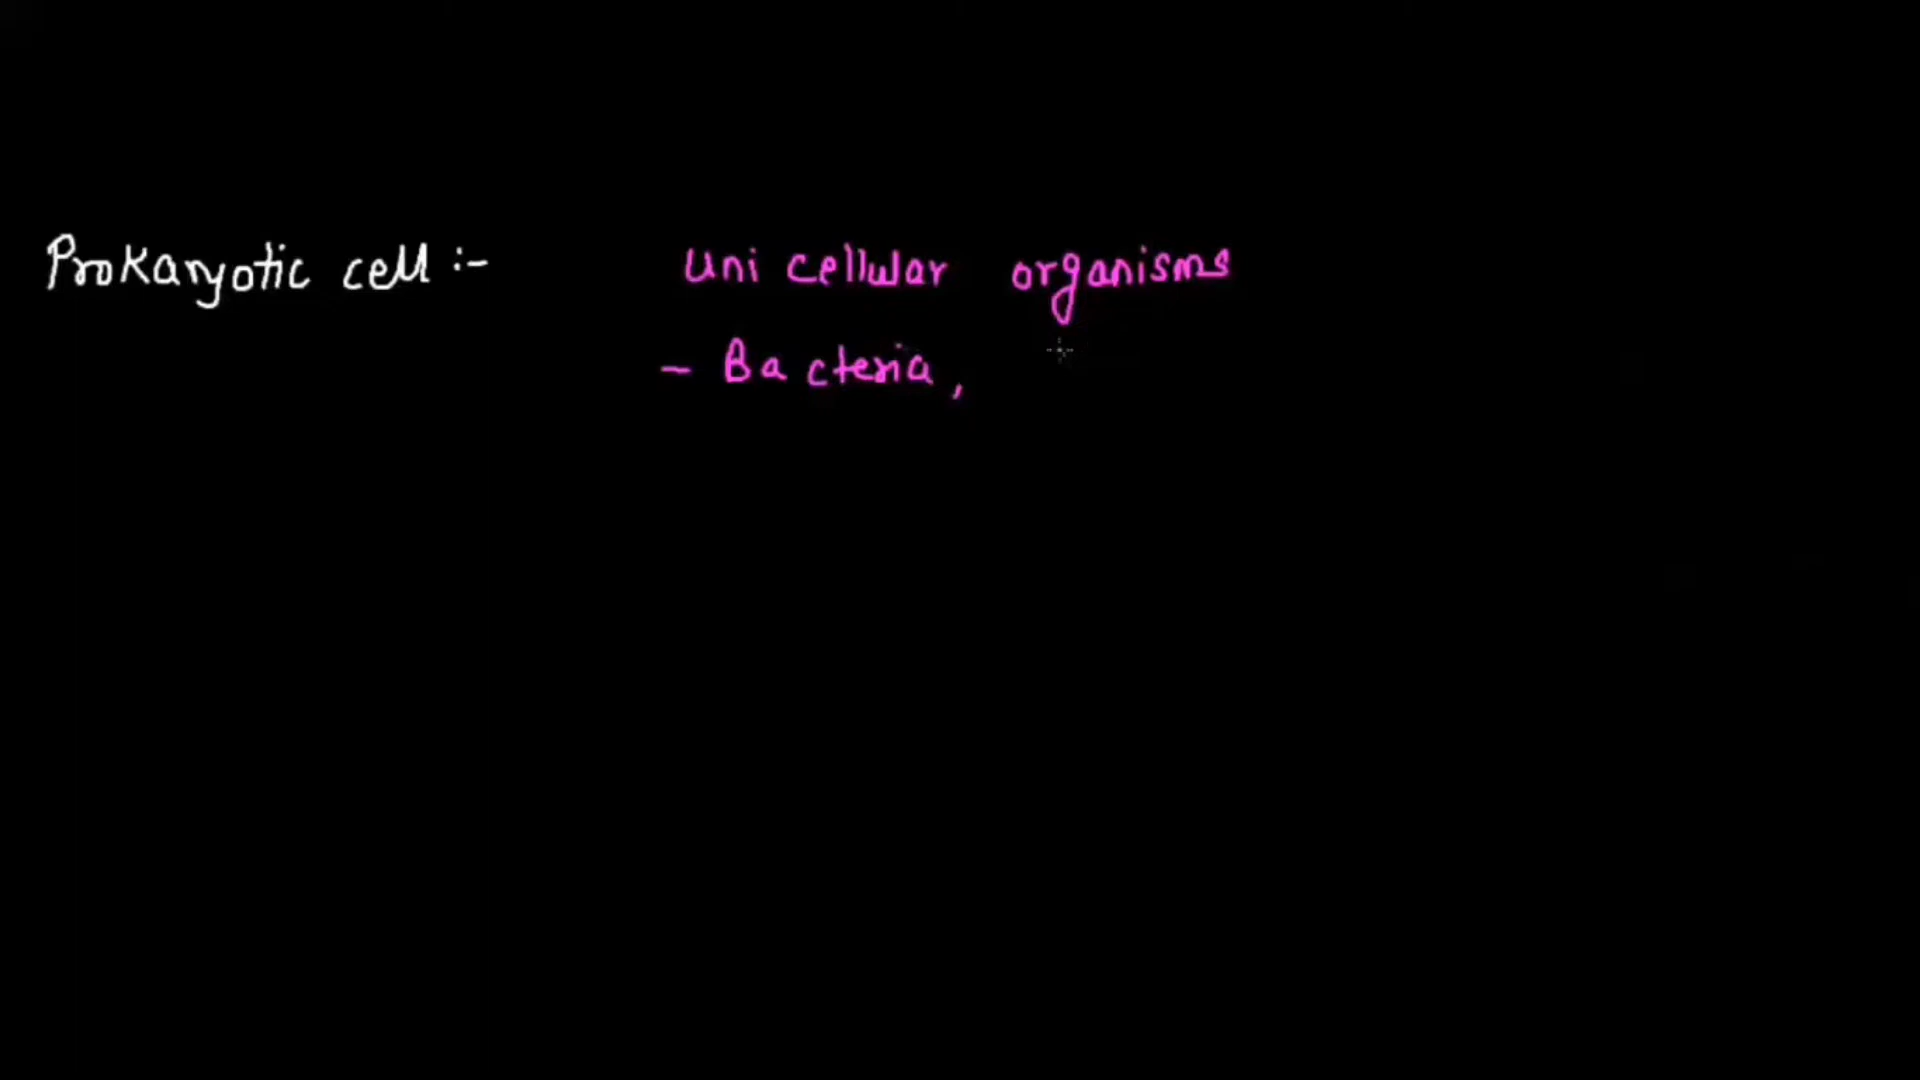 Prokaryotic cell :- Uni cellular organisms
- Bacteria,